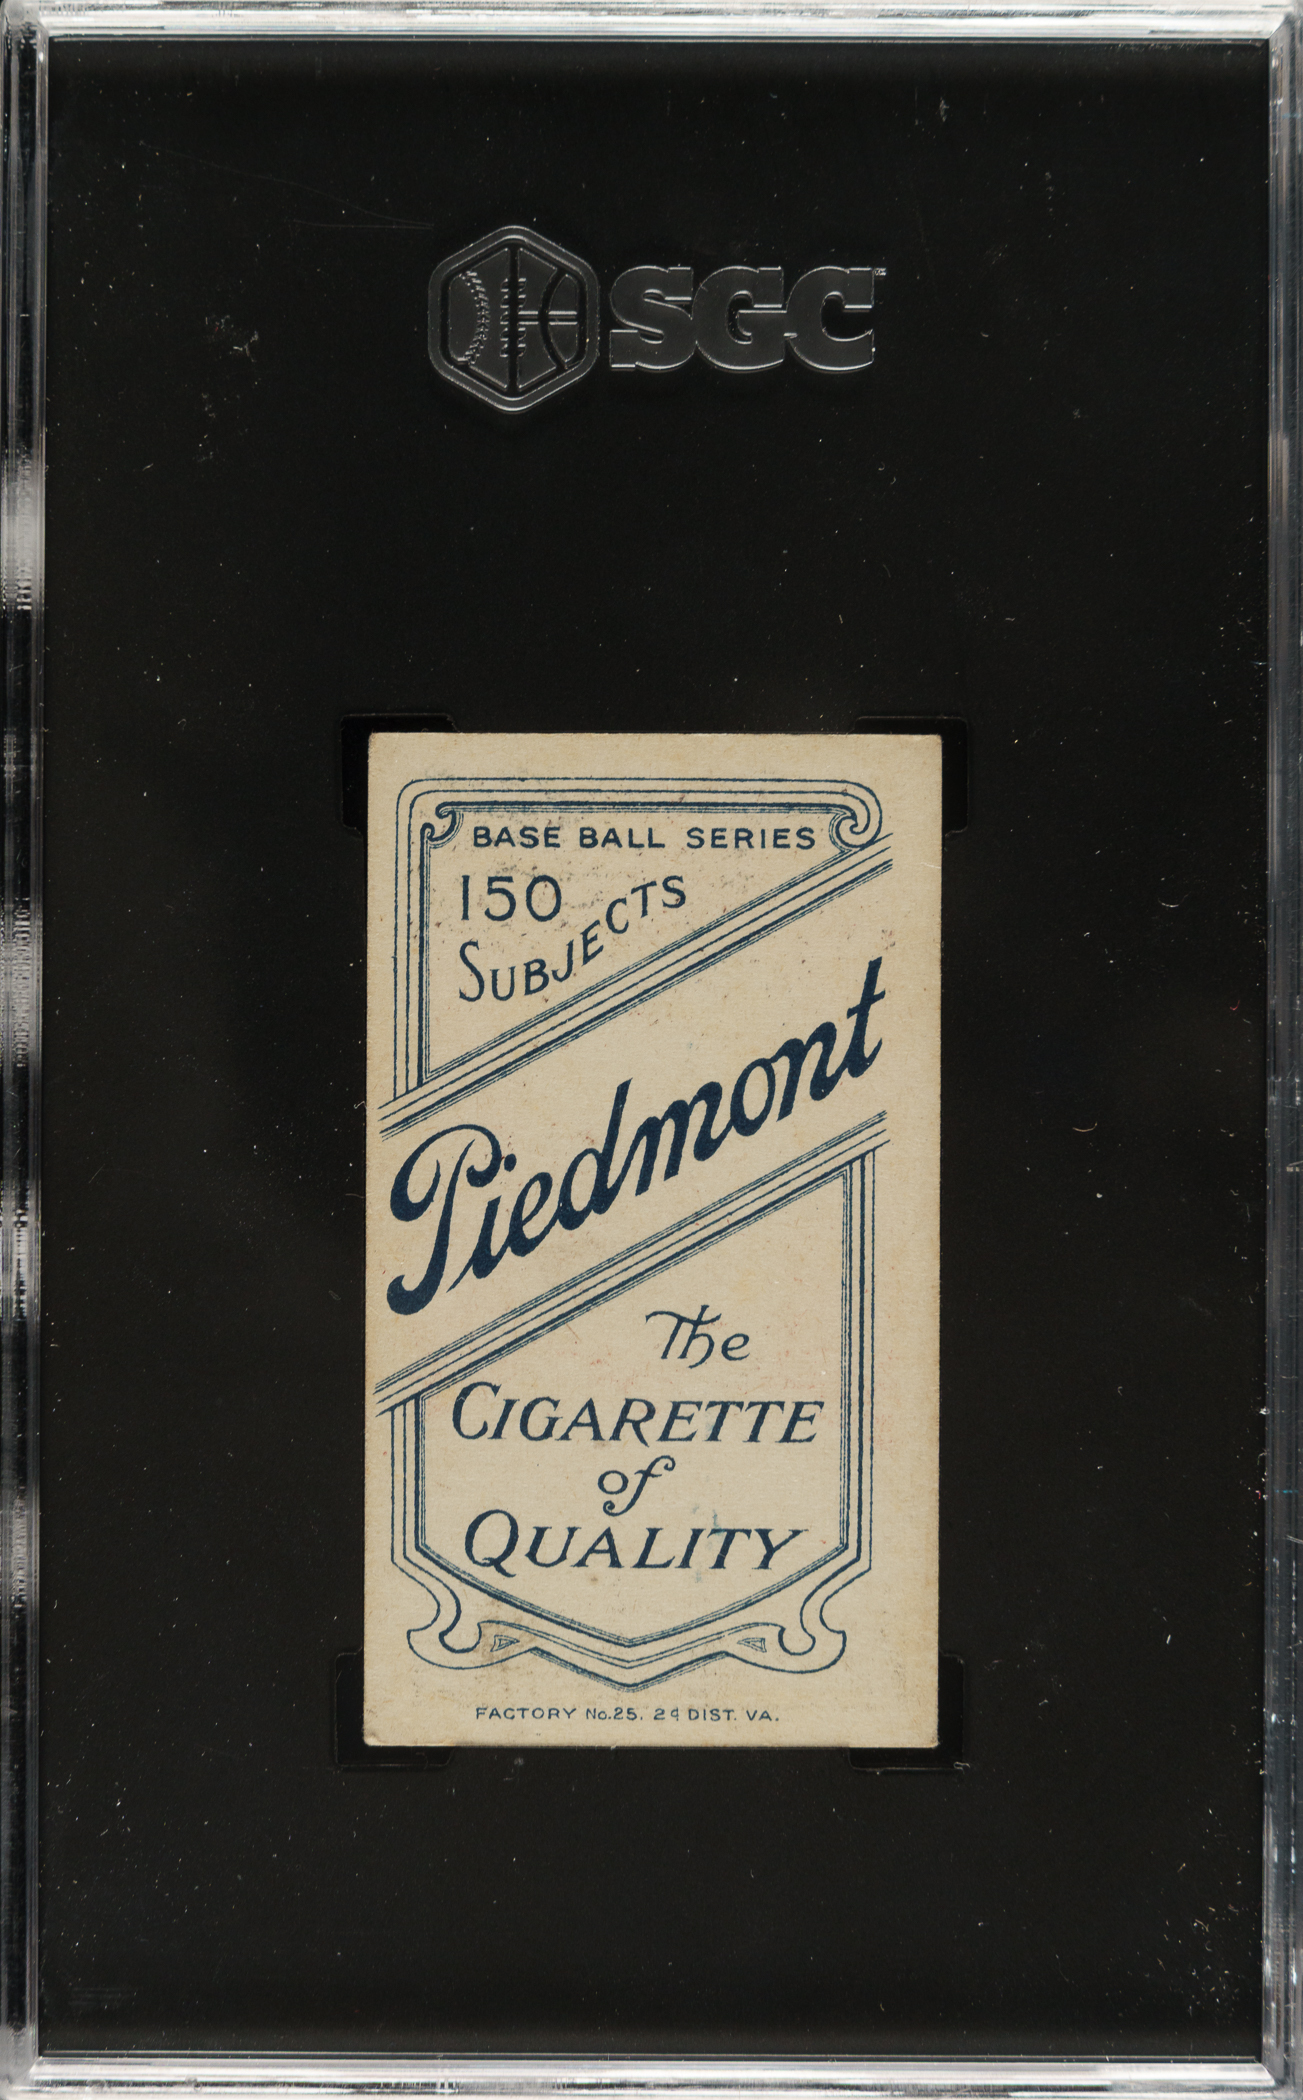 SGC
BASE BALL SERIES
150
SUBJECTS
Piedmont
The
CIGARETTE
of
QUALITY
FACTORY No.25. 2d DIST. VA.